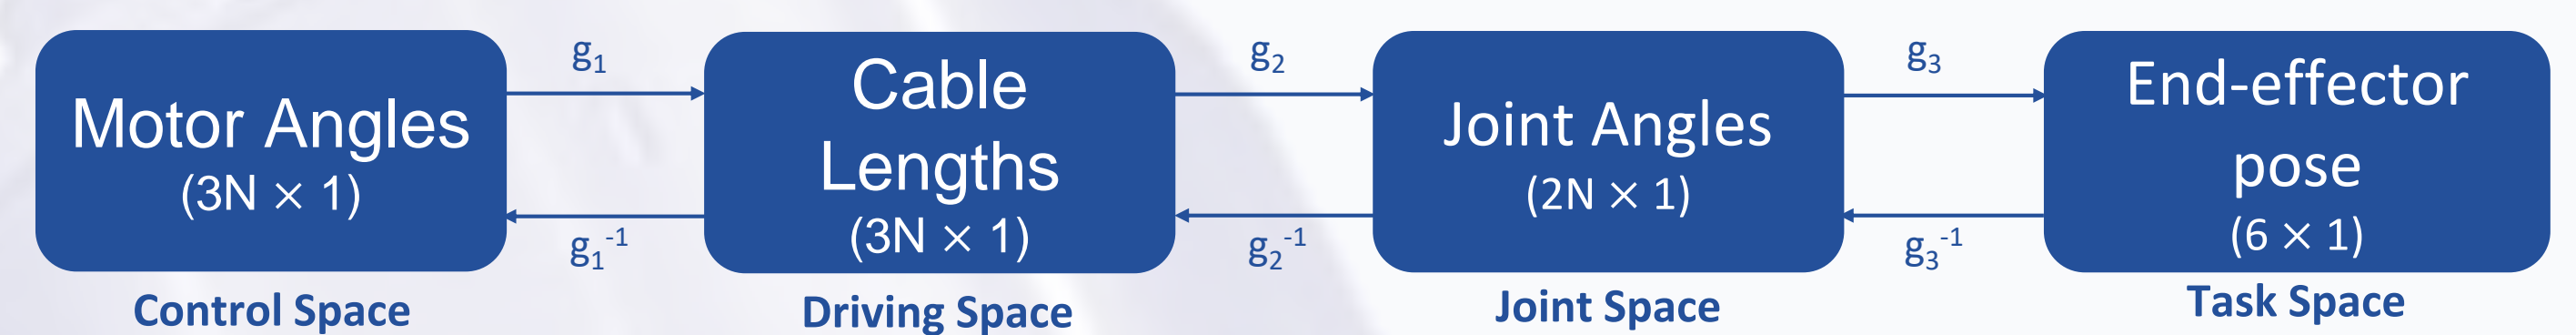 Motor Angles
(3N × 1)
Control Space
g₁
g₁⁻¹
Cable
Lengths
(3N × 1)
Driving Space
g₂
g₂⁻¹
Joint Angles
(2N × 1)
Joint Space
g₃
g₃⁻¹
End-effector
pose
(6 × 1)
Task Space